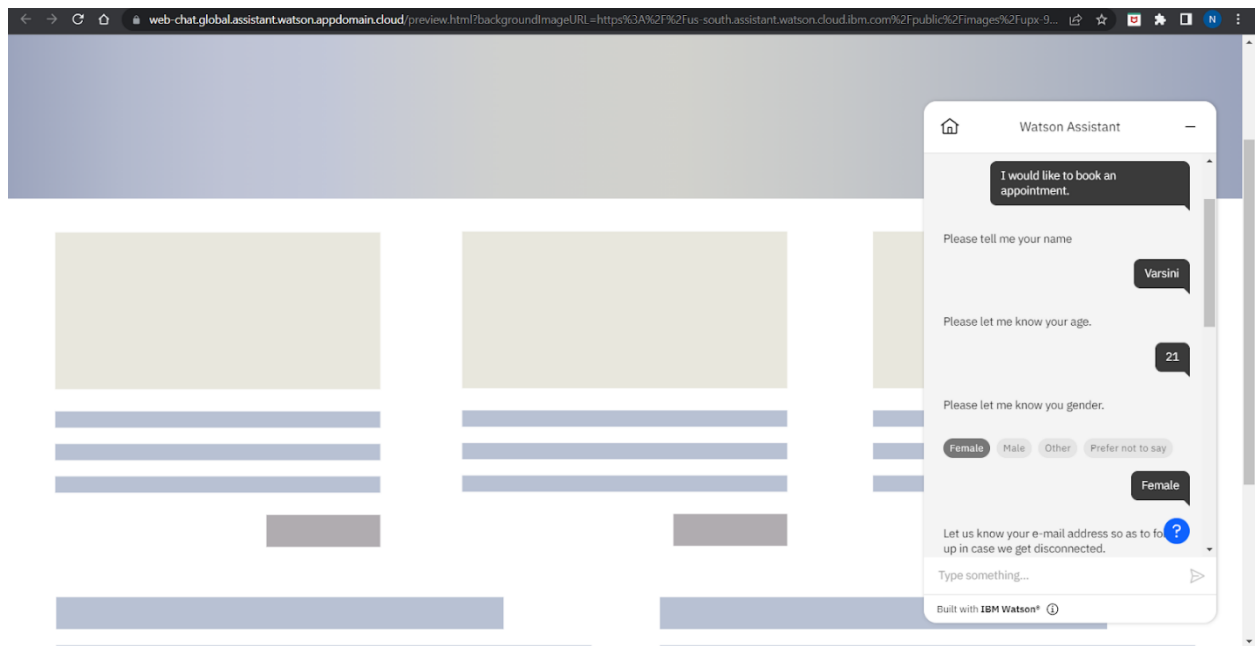 web-chat.global.assistant.watson.appdomain.cloud/preview.html?backgroundImageURL=https%3A%2F%2Fus-south.assistant.watson.cloud.ibm.com%2Fpublic%2Fimages%2Fupx-9...
N
Watson Assistant
I would like to book an
appointment.
Please tell me your name
Varsini
Please let me know your age.
21
Please let me know you gender.
Female Male Other Prefer not to say
Female
Let us know your e-mail address so as to fo
?
up in case we get disconnected.
Type something...
Built with IBM Watson®